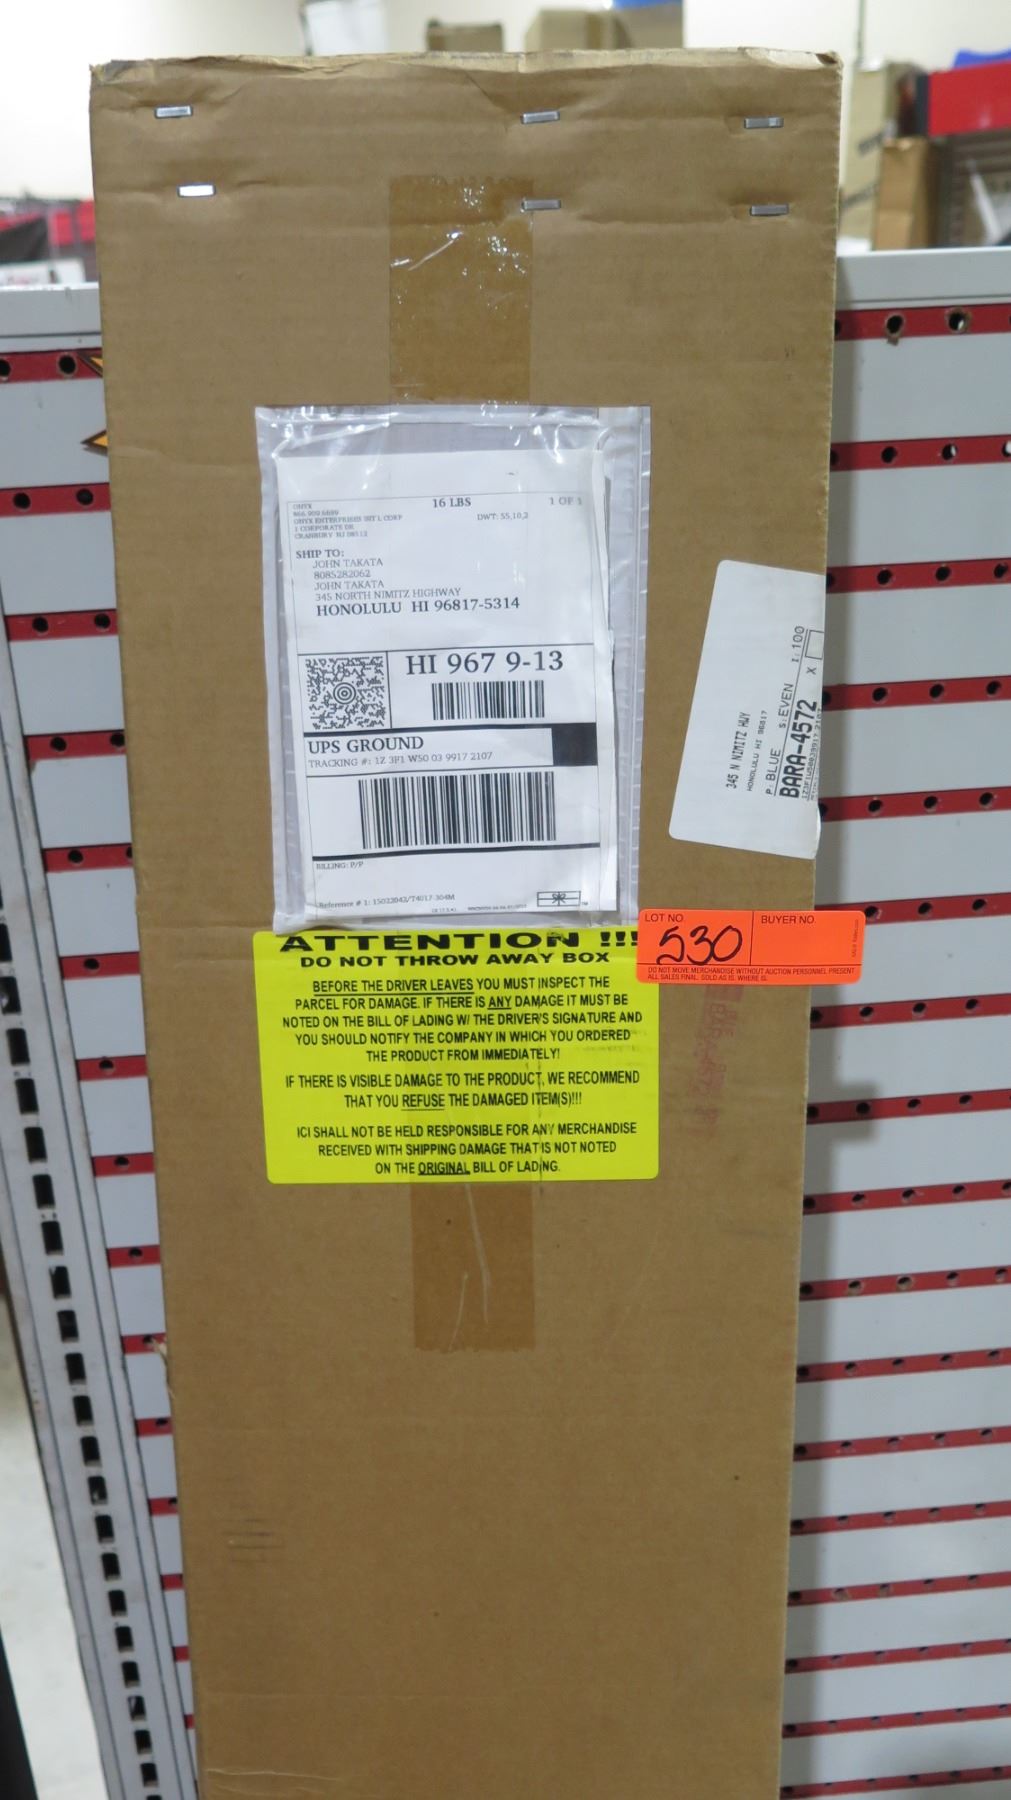 ONYX
866 909 6689
ONYX ENTERPRISES INT L CORP
1 CORPORATE DR
CRANBURY NJ 08512
16 LBS
1 OF 1
DWT: 55,10,2
SHIP TO:
JOHN TAKATA
8085282062
JOHN TAKATA
345 NORTH NIMITZ HIGHWAY
HONOLULU HI 96817-5314
HI 967 9-13
UPS GROUND
TRACKING #: 1Z 3F1 W50 03 9917 2107
BILLING: P/P
Reference # 1: 15022042/T4017-304M
345 N NIMITZ HWY
HONOLULU HI 96817
P: BLUE S: EVEN I: 100
BARA-4572 X
LOT NO.
530
BUYER NO.
DO NOT MOVE MERCHANDISE WITHOUT AUCTION PERSONNEL PRESENT
ALL SALES FINAL. SOLD AS IS. WHERE IS.
ATTENTION !!!
DO NOT THROW AWAY BOX
BEFORE THE DRIVER LEAVES YOU MUST INSPECT THE
PARCEL FOR DAMAGE. IF THERE IS ANY DAMAGE IT MUST BE
NOTED ON THE BILL OF LADING W/ THE DRIVER'S SIGNATURE AND
YOU SHOULD NOTIFY THE COMPANY IN WHICH YOU ORDERED
THE PRODUCT FROM IMMEDIATELY!
IF THERE IS VISIBLE DAMAGE TO THE PRODUCT, WE RECOMMEND
THAT YOU REFUSE THE DAMAGED ITEM(S)!!!
ICI SHALL NOT BE HELD RESPONSIBLE FOR ANY MERCHANDISE
RECEIVED WITH SHIPPING DAMAGE THAT IS NOT NOTED
ON THE ORIGINAL BILL OF LADING.